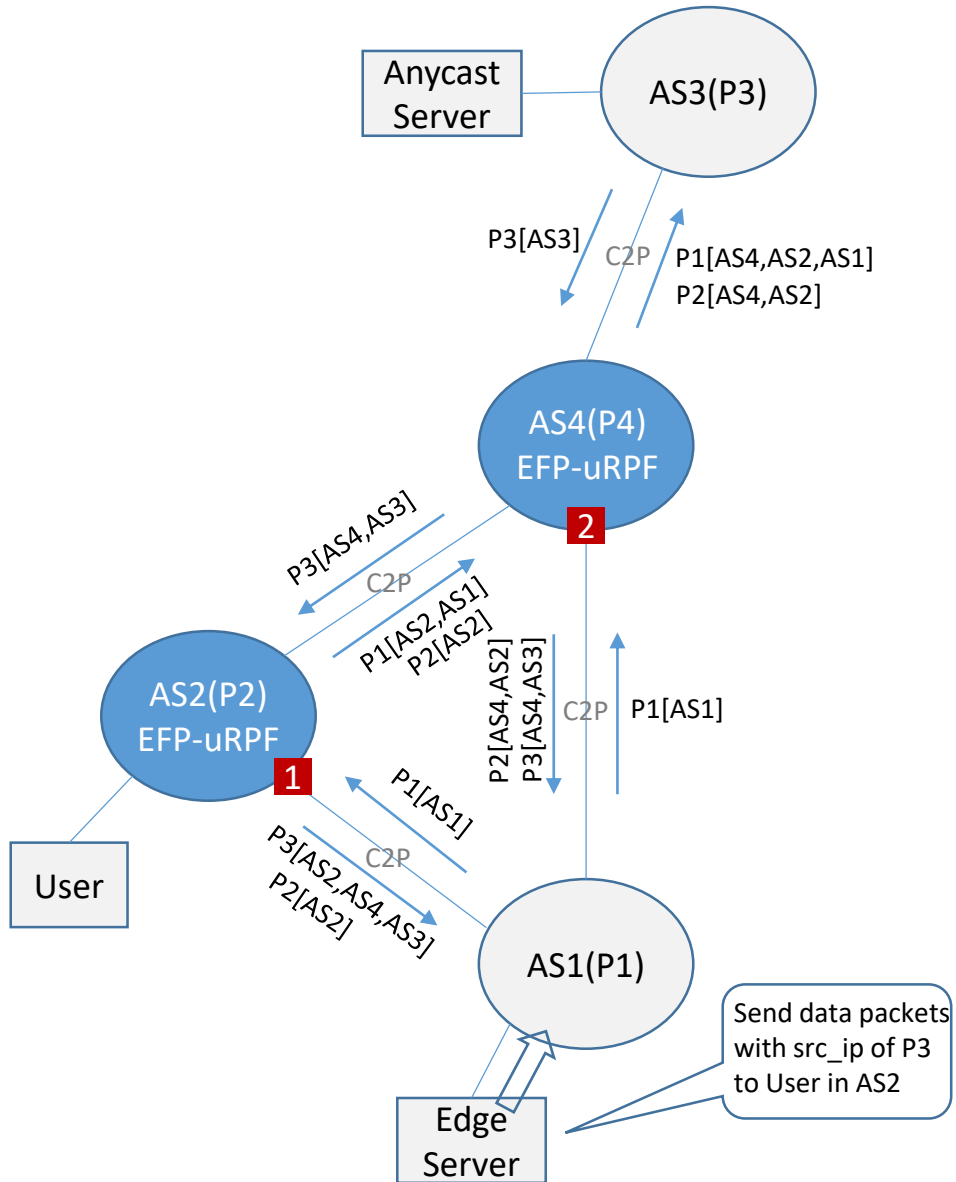 Anycast
Server
AS3(P3)
P3[AS3]
C2P
P1[AS4,AS2,AS1]
P2[AS4,AS2]
AS4(P4)
EFP-uRPF
2
P3[AS4,AS3]
C2P
P1[AS2,AS1]
P2[AS2]
AS2(P2)
EFP-uRPF
1
P2[AS4,AS2]
P3[AS4,AS3]
C2P
P1[AS1]
P1[AS1]
C2P
P3[AS2,AS4,AS3]
P2[AS2]
User
AS1(P1)
Send data packets
with src_ip of P3
to User in AS2
Edge
Server